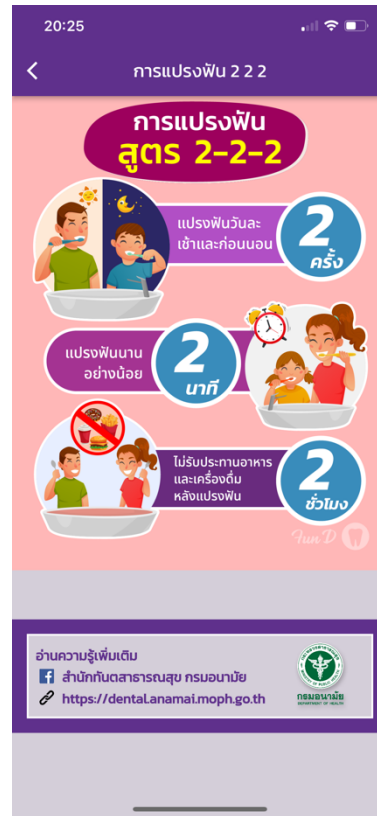 20:25
การแปรงฟัน 2 2 2
การแปรงฟัน
สูตร 2-2-2
แปรงฟันวันละ
เช้าและก่อนนอน
2
ครั้ง
แปรงฟันนาน
อย่างน้อย
2
นาที
ไม่รับประทานอาหาร
และเครื่องดื่ม
หลังแปรงฟัน
2
ชั่วโมง
Fun D
อ่านความรู้เพิ่มเติม
สำนักทันตสาธารณสุข กรมอนามัย
https://dental.anamai.moph.go.th
กรมอนามัย
DEPARTMENT OF HEALTH